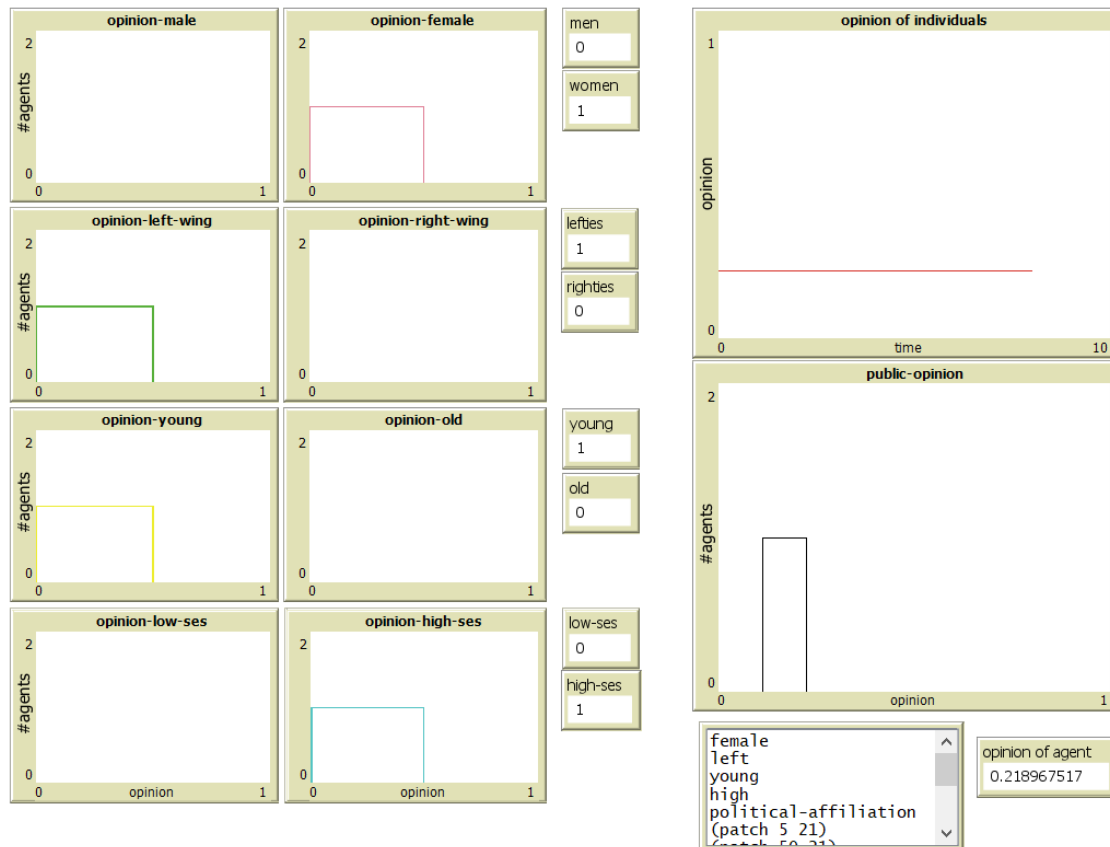 opinion-male
2
#agents
0
0
1
opinion-female
2
0
0
1
men
0
women
1
opinion-left-wing
2
#agents
0
0
1
opinion-right-wing
2
0
0
1
lefties
1
righties
0
opinion-young
2
#agents
0
0
1
opinion-old
2
0
0
1
young
1
old
0
opinion-low-ses
2
#agents
0
0
opinion
1
opinion-high-ses
2
0
0
opinion
1
low-ses
0
high-ses
1
opinion of individuals
1
opinion
0
0
time
10
public-opinion
2
#agents
0
0
opinion
1
female
left
young
high
political-affiliation
(patch 5 21)
(patch 50 21)
opinion of agent
0.218967517